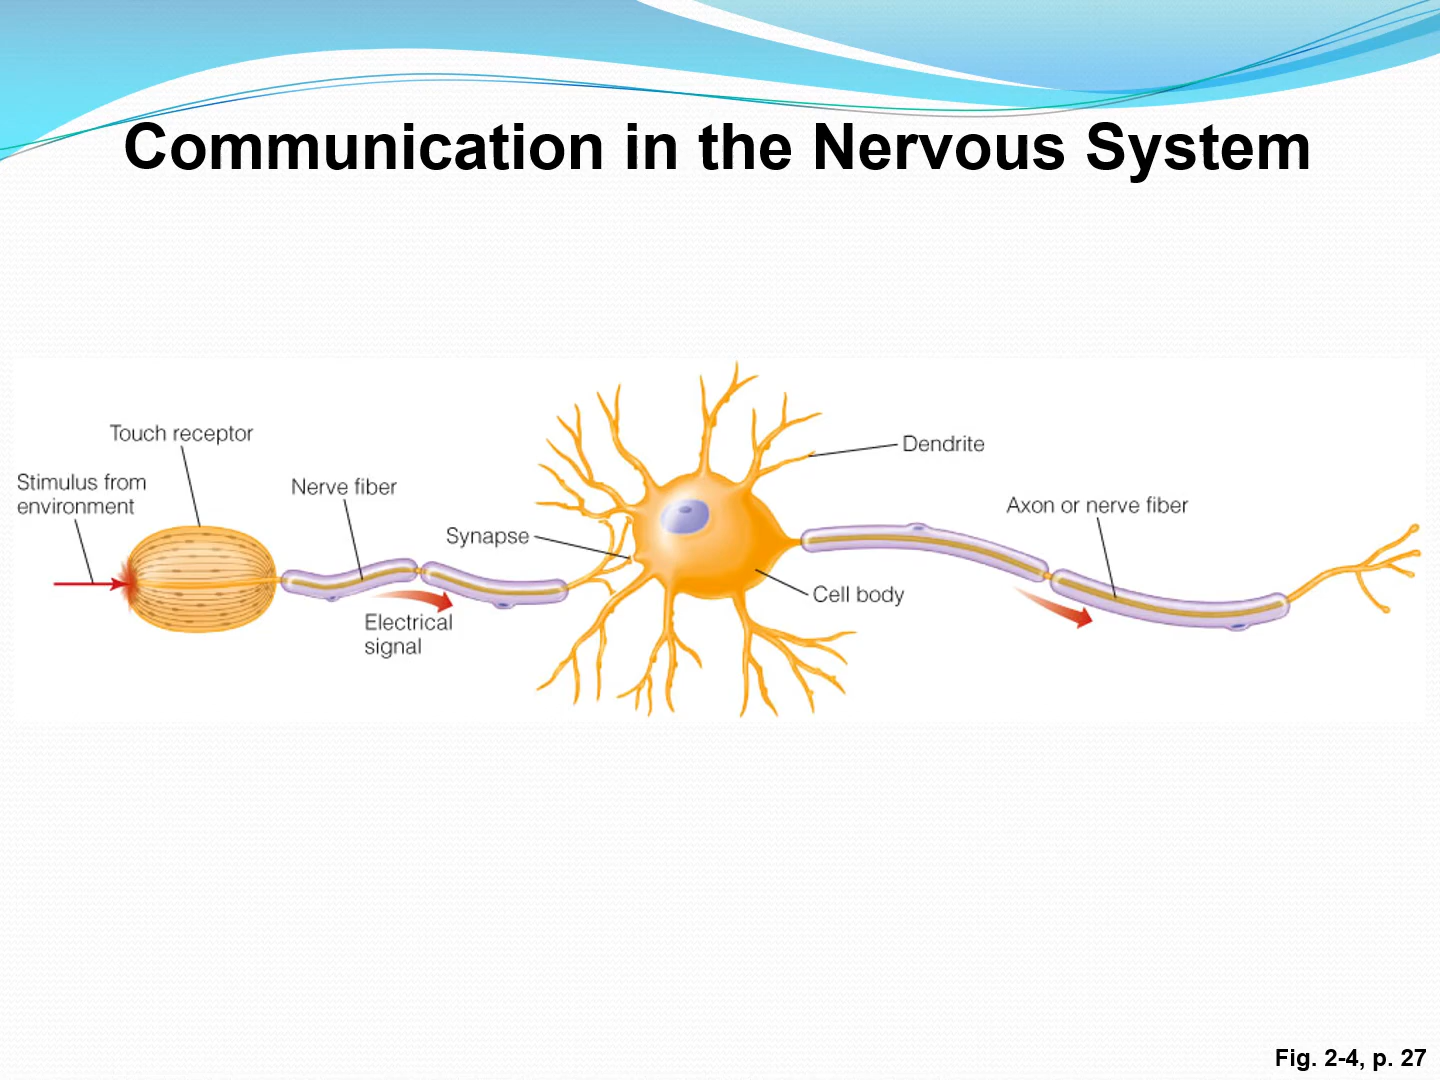 Communication in the Nervous System
Touch receptor
Stimulus from
environment
Nerve fiber
Synapse
Electrical
signal
Dendrite
Cell body
Axon or nerve fiber
Fig. 2-4, p. 27